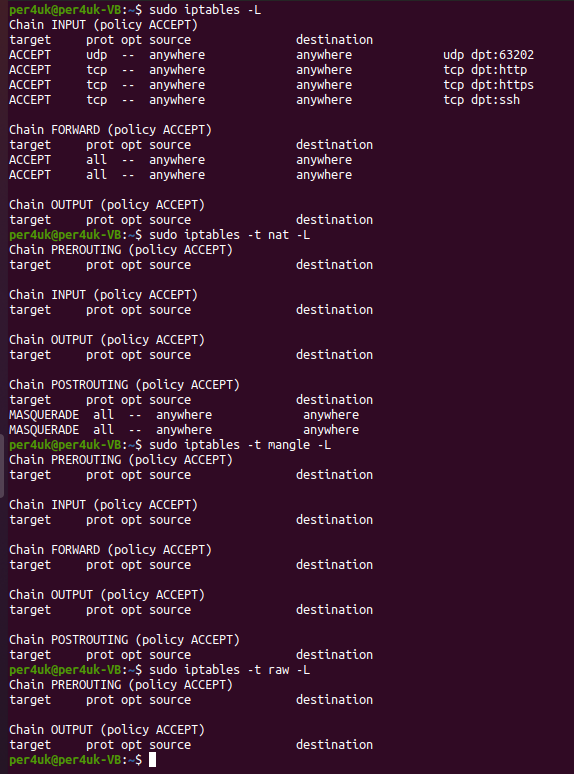 per4uk@per4uk-VB:~$ sudo iptables -L
Chain INPUT (policy ACCEPT)
target     prot opt source               destination
ACCEPT     udp  --  anywhere             anywhere             udp dpt:63202
ACCEPT     tcp  --  anywhere             anywhere             tcp dpt:http
ACCEPT     tcp  --  anywhere             anywhere             tcp dpt:https
ACCEPT     tcp  --  anywhere             anywhere             tcp dpt:ssh

Chain FORWARD (policy ACCEPT)
target     prot opt source               destination
ACCEPT     all  --  anywhere             anywhere
ACCEPT     all  --  anywhere             anywhere

Chain OUTPUT (policy ACCEPT)
target     prot opt source               destination
per4uk@per4uk-VB:~$ sudo iptables -t nat -L
Chain PREROUTING (policy ACCEPT)
target     prot opt source               destination

Chain INPUT (policy ACCEPT)
target     prot opt source               destination

Chain OUTPUT (policy ACCEPT)
target     prot opt source               destination

Chain POSTROUTING (policy ACCEPT)
target     prot opt source               destination
MASQUERADE  all  --  anywhere             anywhere
MASQUERADE  all  --  anywhere             anywhere
per4uk@per4uk-VB:~$ sudo iptables -t mangle -L
Chain PREROUTING (policy ACCEPT)
target     prot opt source               destination

Chain INPUT (policy ACCEPT)
target     prot opt source               destination

Chain FORWARD (policy ACCEPT)
target     prot opt source               destination

Chain OUTPUT (policy ACCEPT)
target     prot opt source               destination

Chain POSTROUTING (policy ACCEPT)
target     prot opt source               destination
per4uk@per4uk-VB:~$ sudo iptables -t raw -L
Chain PREROUTING (policy ACCEPT)
target     prot opt source               destination

Chain OUTPUT (policy ACCEPT)
target     prot opt source               destination
per4uk@per4uk-VB:~$